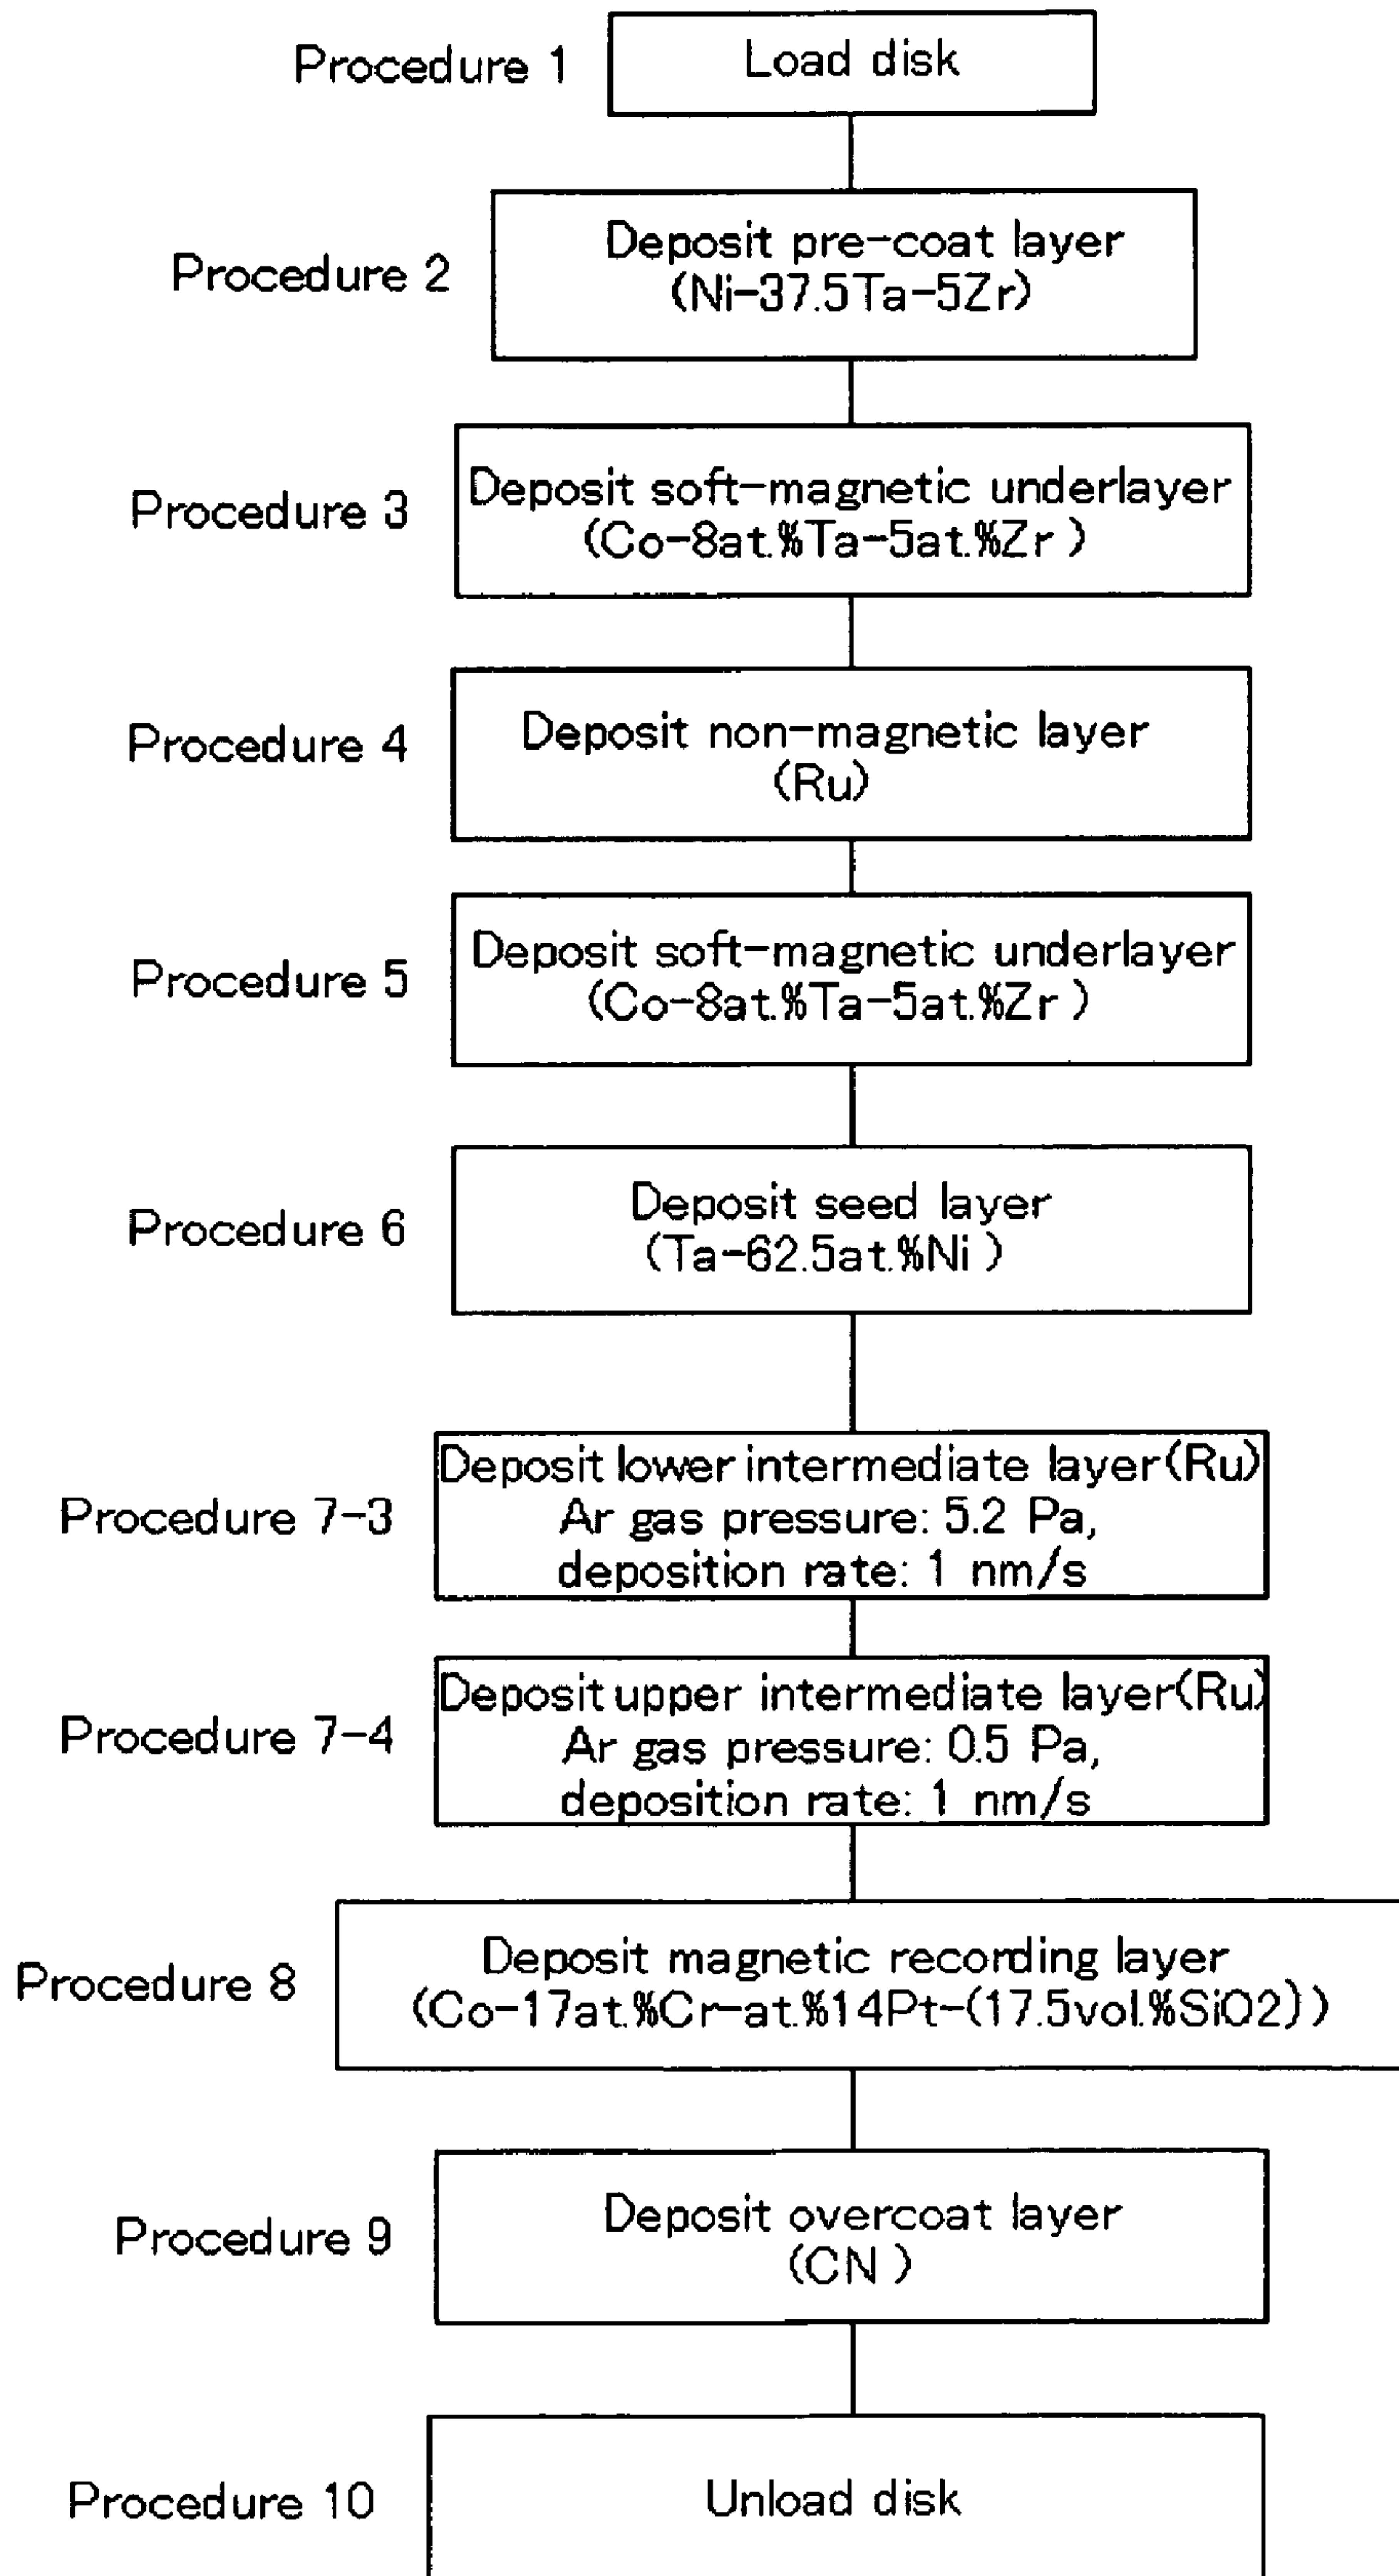 Procedure 1
Load disk
Procedure 2
Deposit pre-coat layer
(Ni-37.5Ta-5Zr)
Procedure 3
Deposit soft-magnetic underlayer
(Co-8at.%Ta-5at.%Zr )
Procedure 4
Deposit non-magnetic layer
(Ru)
Procedure 5
Deposit soft-magnetic underlayer
(Co-8at.%Ta-5at.%Zr )
Procedure 6
Deposit seed layer
(Ta-62.5at.%Ni )
Procedure 7-3
Deposit lower intermediate layer(Ru)
Ar gas pressure: 5.2 Pa,
deposition rate: 1 nm/s
Procedure 7-4
Deposit upper intermediate layer(Ru)
Ar gas pressure: 0.5 Pa,
deposition rate: 1 nm/s
Procedure 8
Deposit magnetic recording layer
(Co-17at.%Cr-at.%14Pt-(17.5vol.%SiO2))
Procedure 9
Deposit overcoat layer
(CN )
Procedure 10
Unload disk